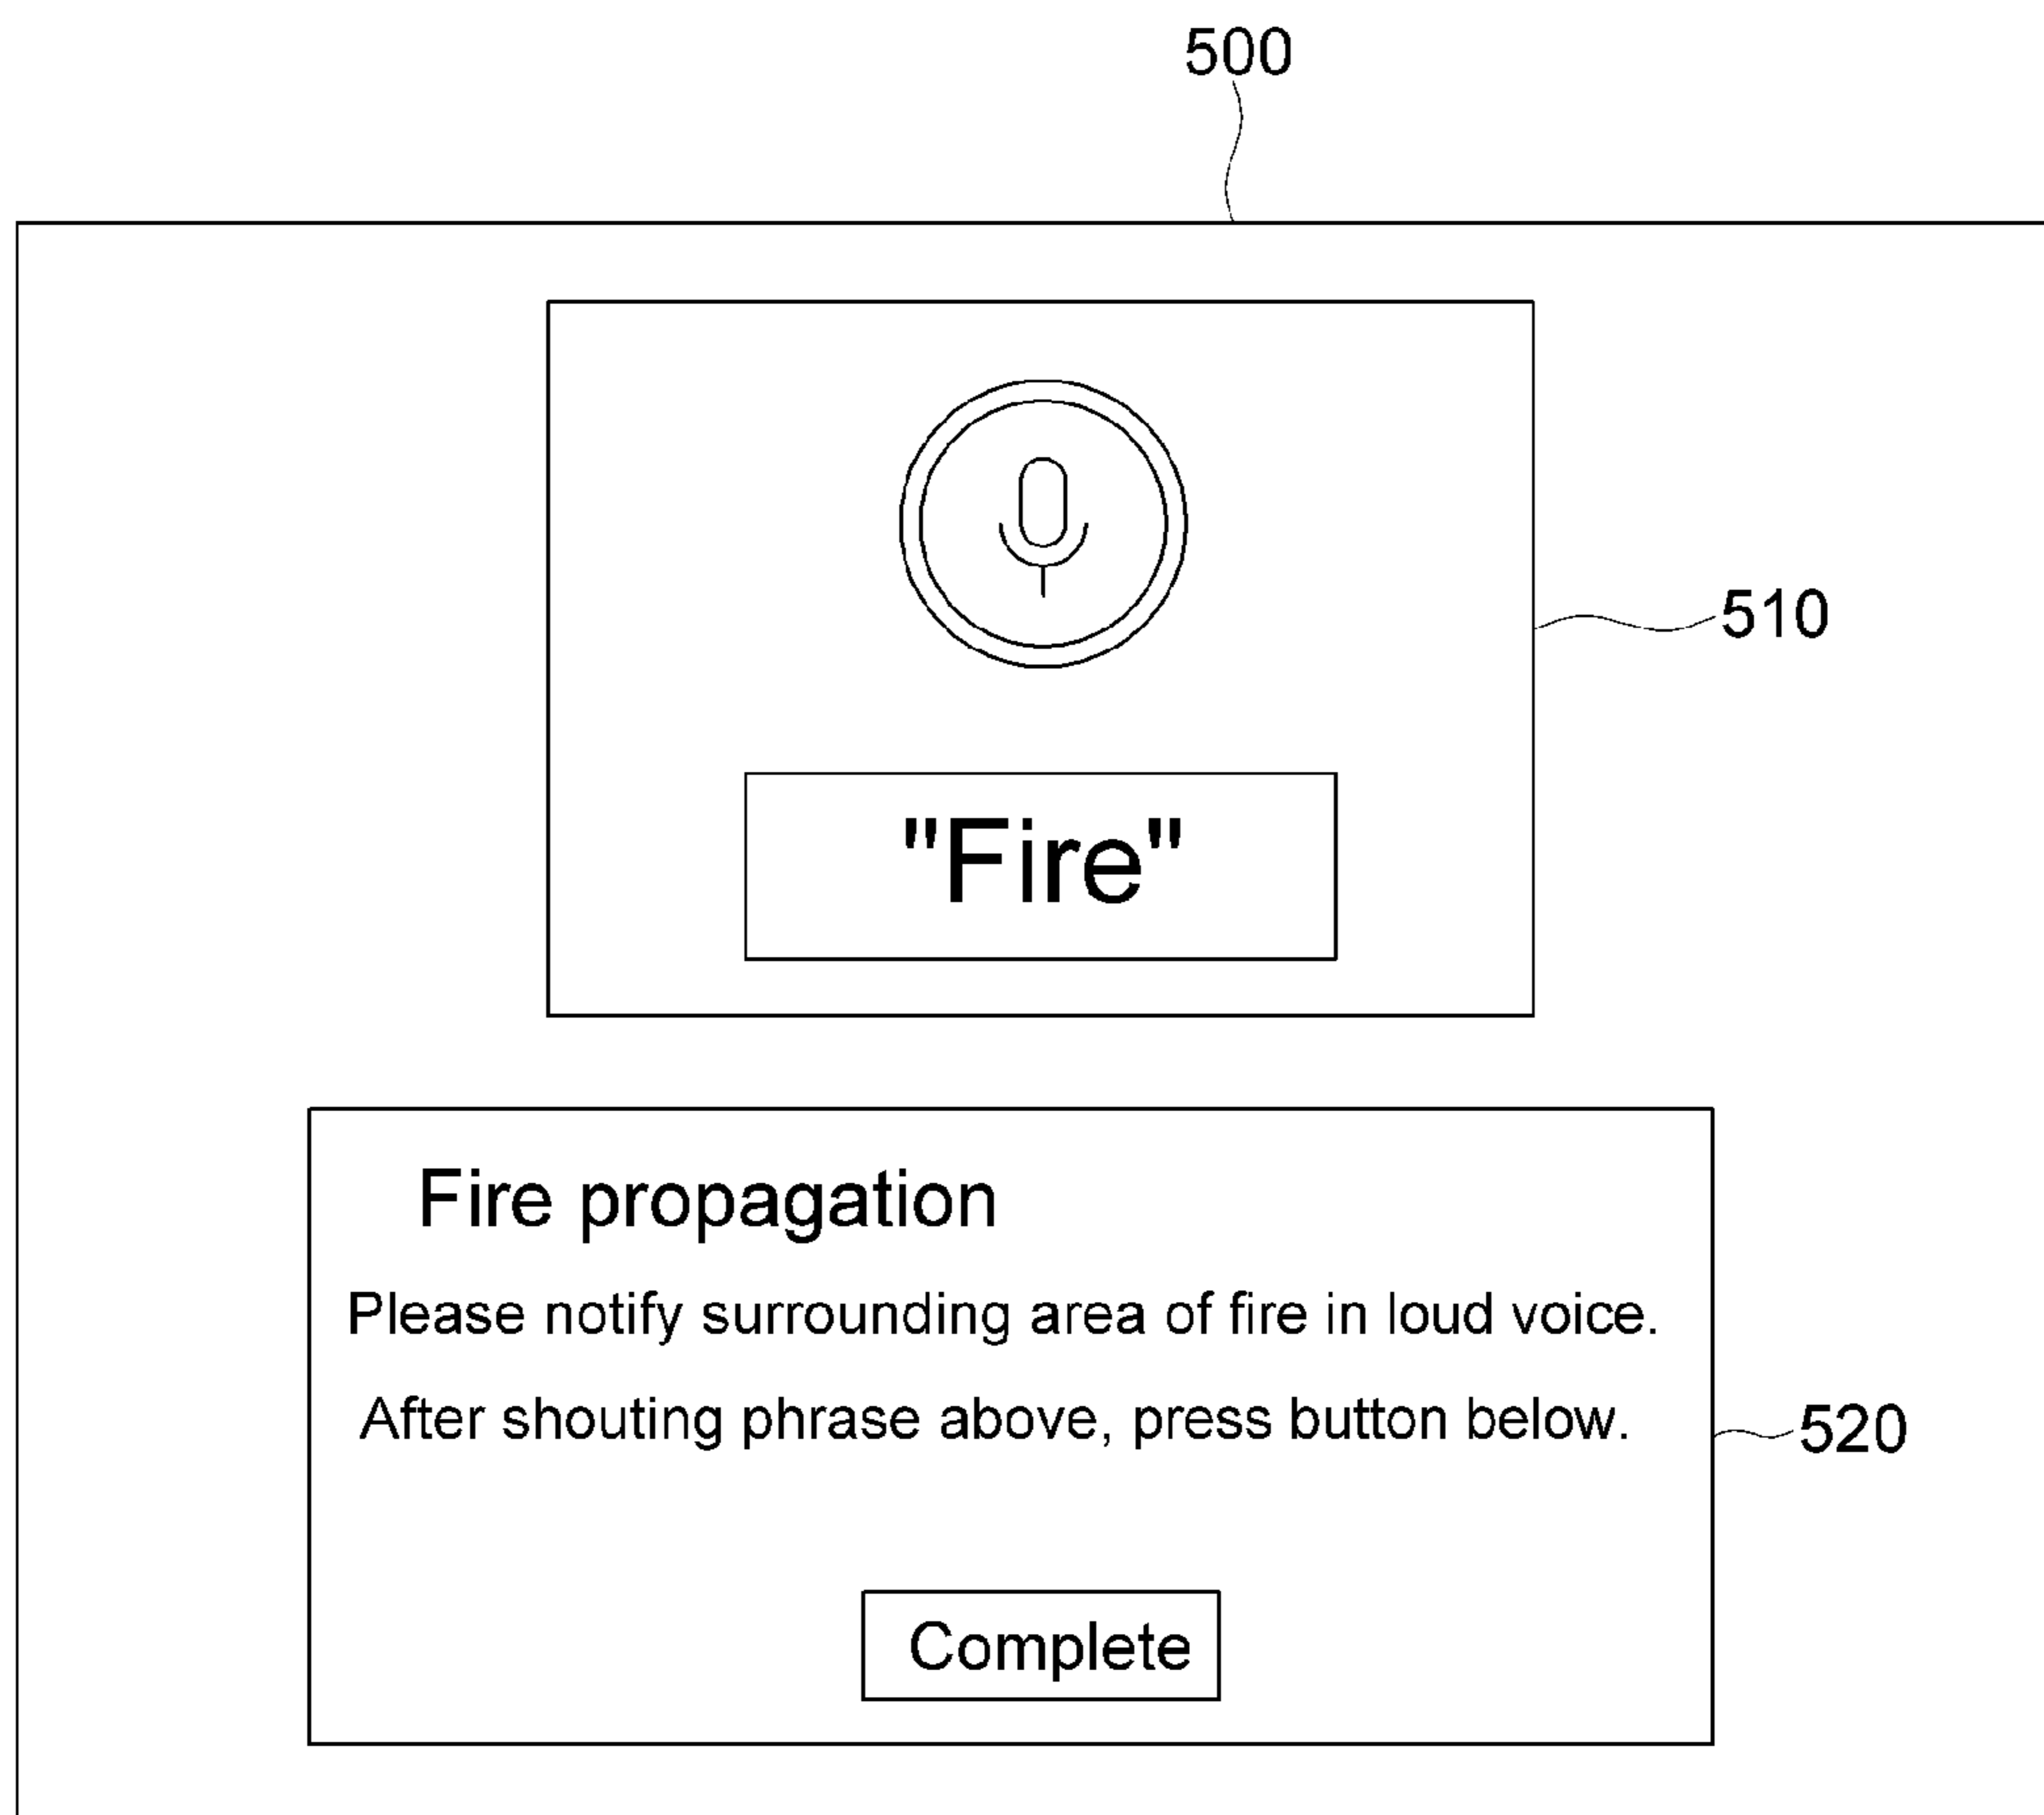 500
510
"Fire"
Fire propagation
Please notify surrounding area of fire in loud voice.
After shouting phrase above, press button below.
520
Complete